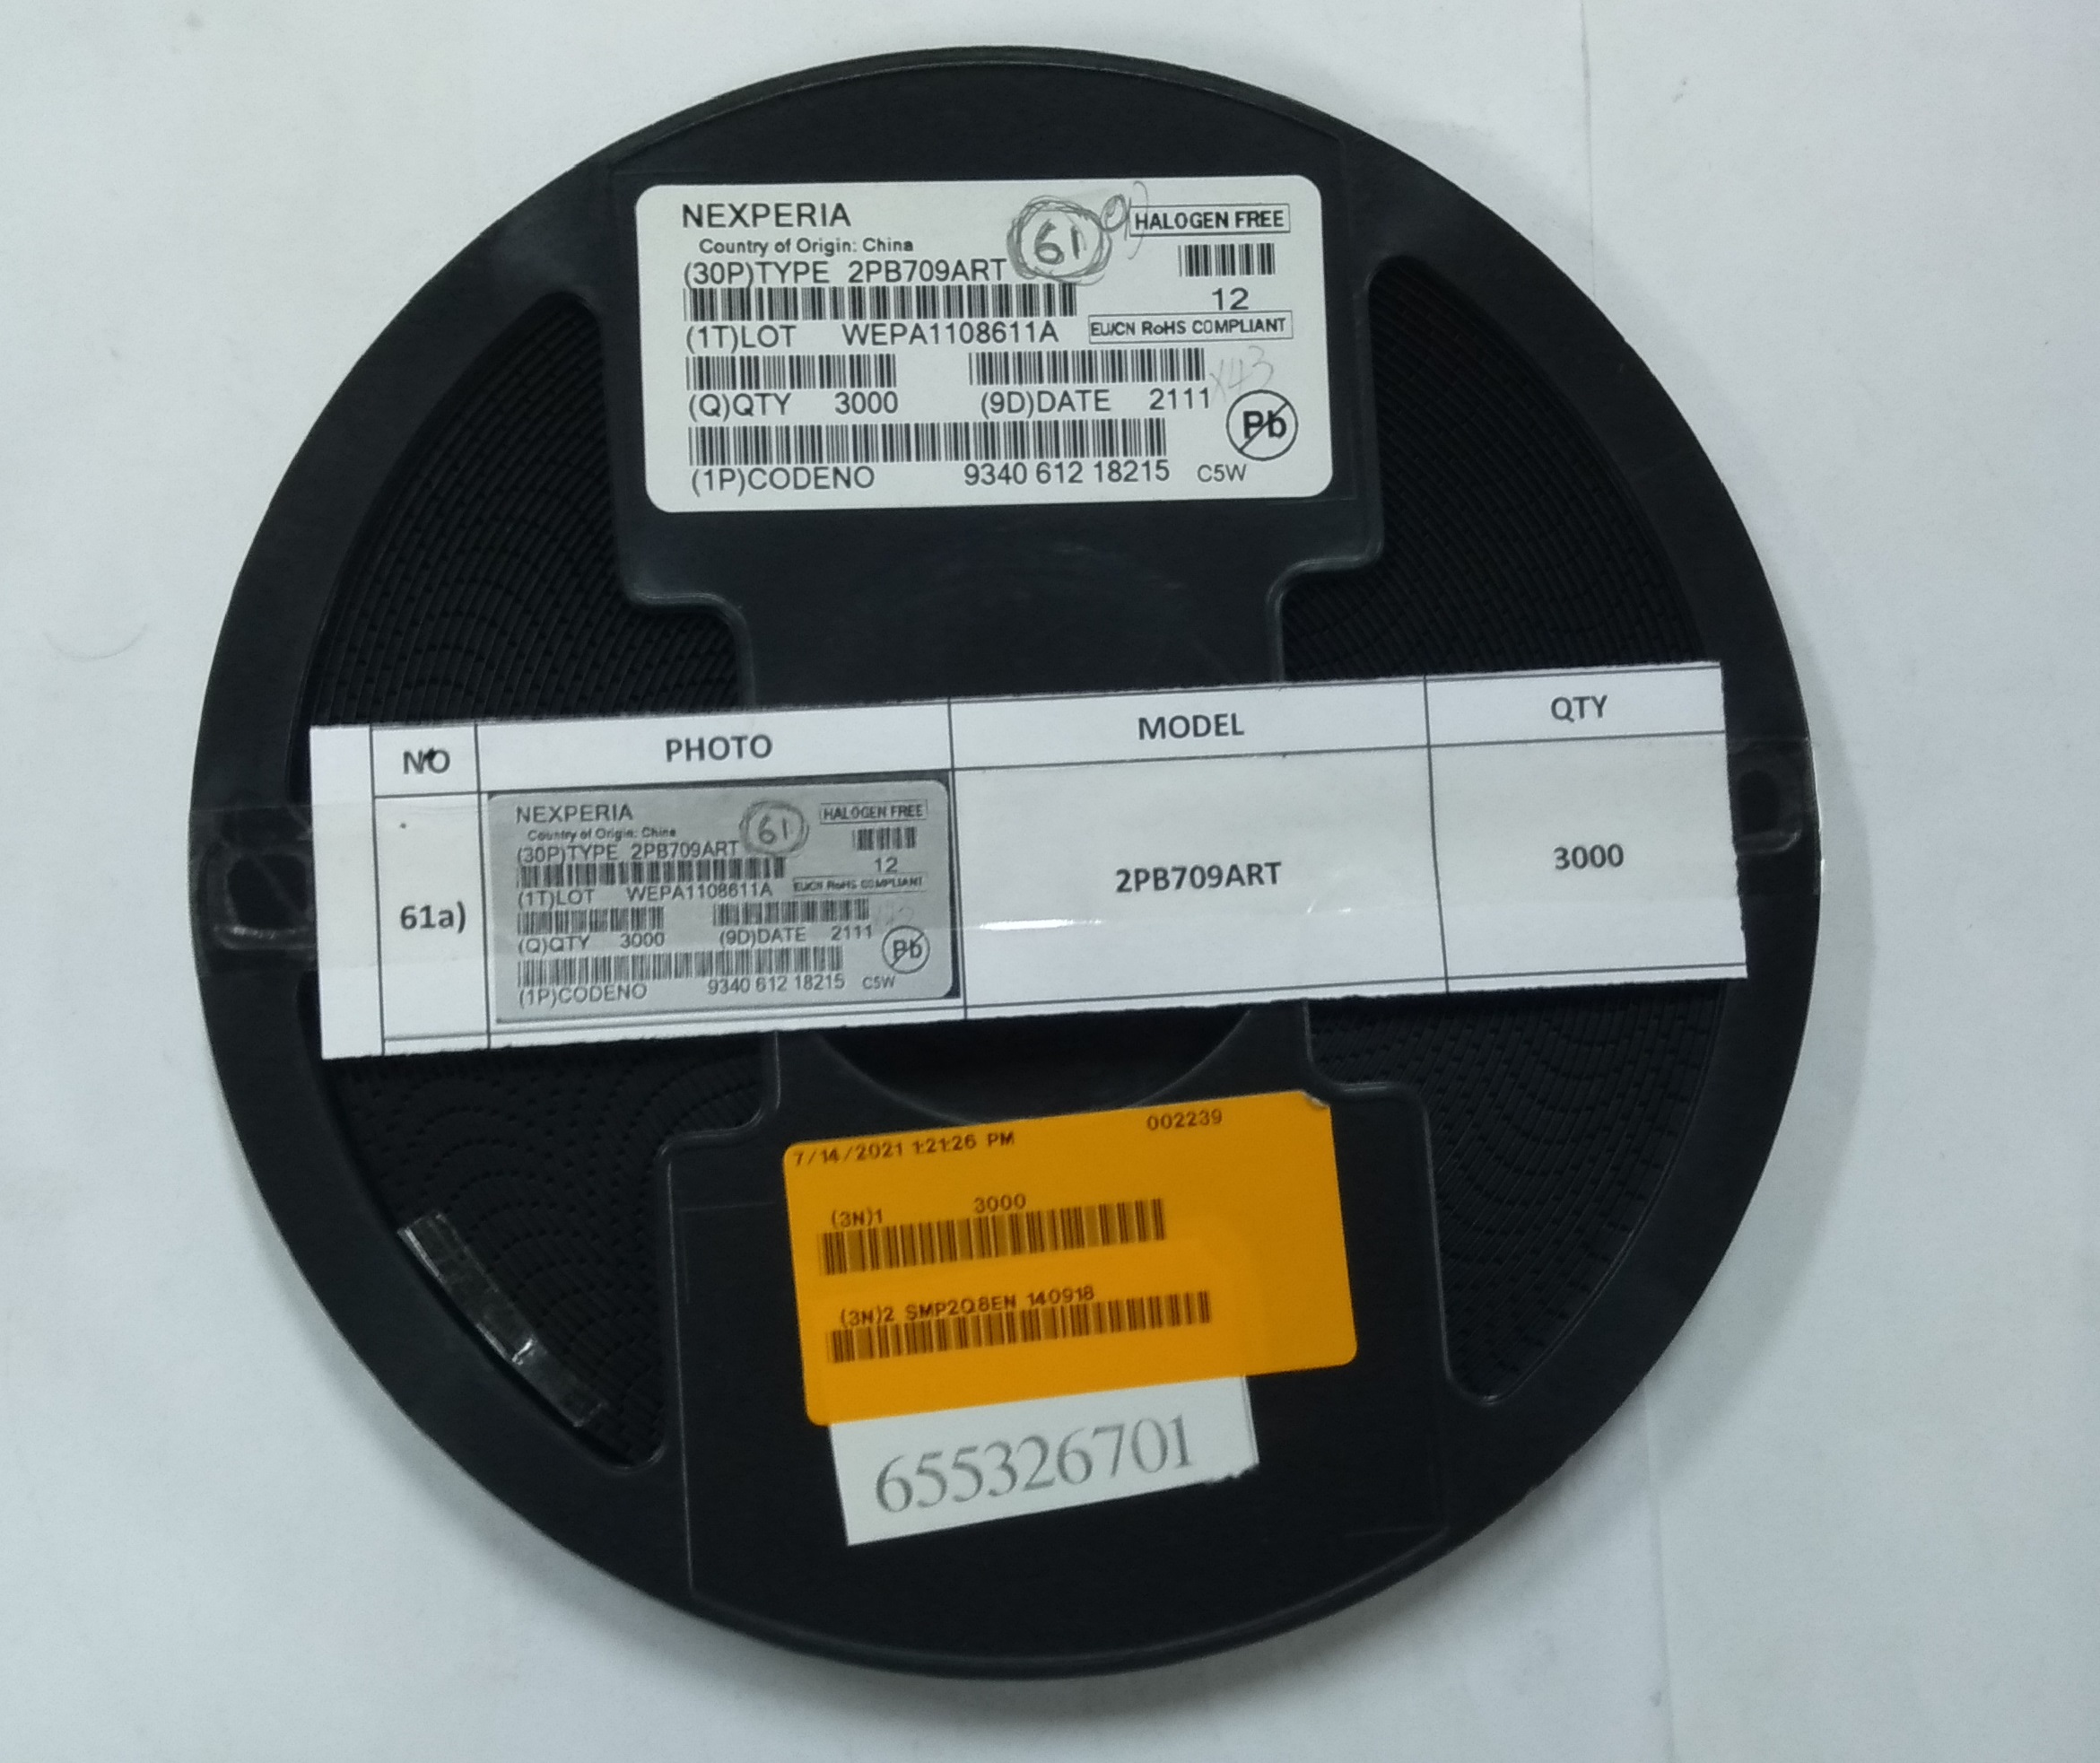 NEXPERIA
61 a)
HALOGEN FREE
Country of Origin: China
(30P)TYPE 2PB709ART
12
(1T)LOT WEPA1108611A
EU/CN RoHS COMPLIANT
x43
(Q)QTY 3000 (9D)DATE 2111
Pb
(1P)CODENO 9340 612 18215 C5W
NO PHOTO MODEL QTY
61a) 2PB709ART 3000
NEXPERIA
61
HALOGEN FREE
Country of Origin: China
(30P)TYPE 2PB709ART
12
(1T)LOT WEPA1108611A
EU/CN RoHS COMPLIANT
(Q)QTY 3000 (9D)DATE 2111
Pb
(1P)CODENO 9340 612 18215 C5W
7/14/2021 1:21:26 PM 002239
(3N)1 3000
(3N)2 SMP2Q8EN 140918
655326701